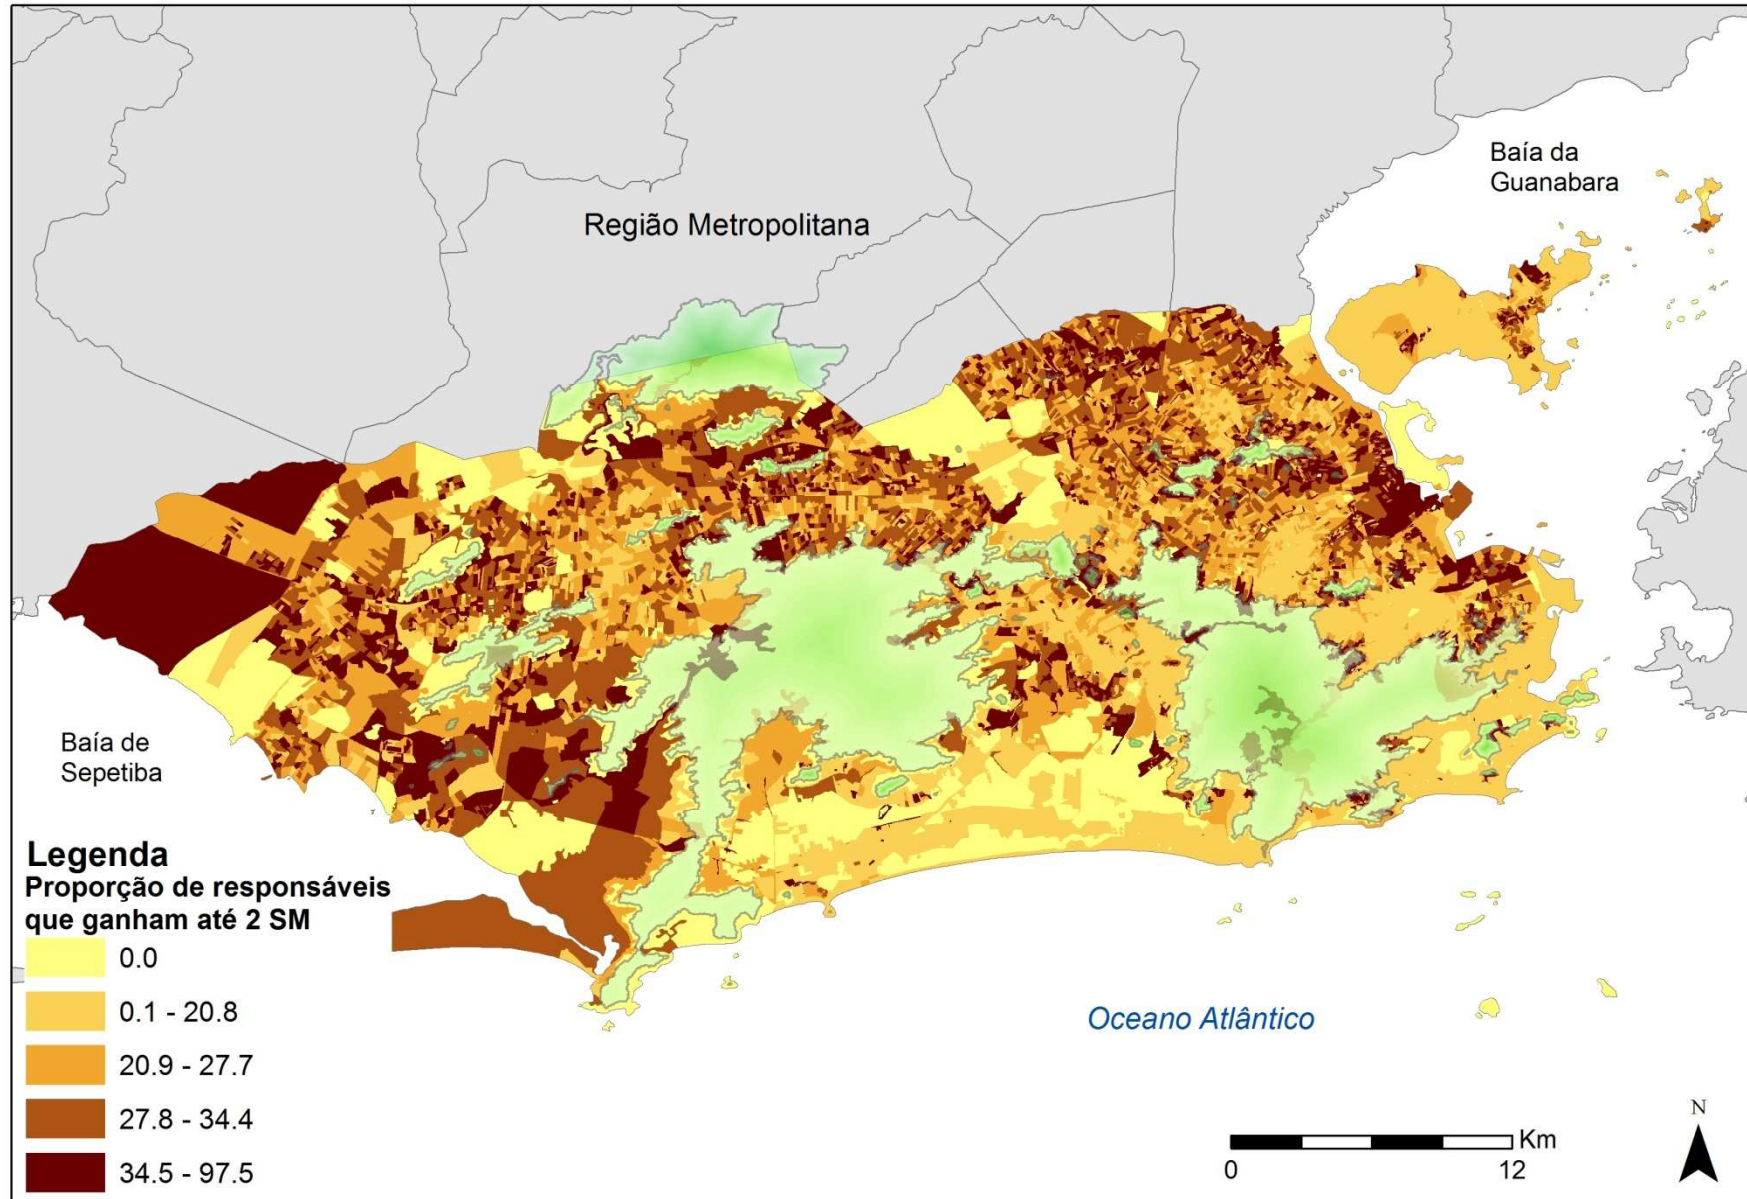 Baía da
Guanabara
Região Metropolitana
Baía de
Sepetiba
Legenda
Proporção de responsáveis
que ganham até 2 SM
0.0
0.1 - 20.8
20.9 - 27.7
27.8 - 34.4
34.5 - 97.5
Oceano Atlântico
Km
0
12
N